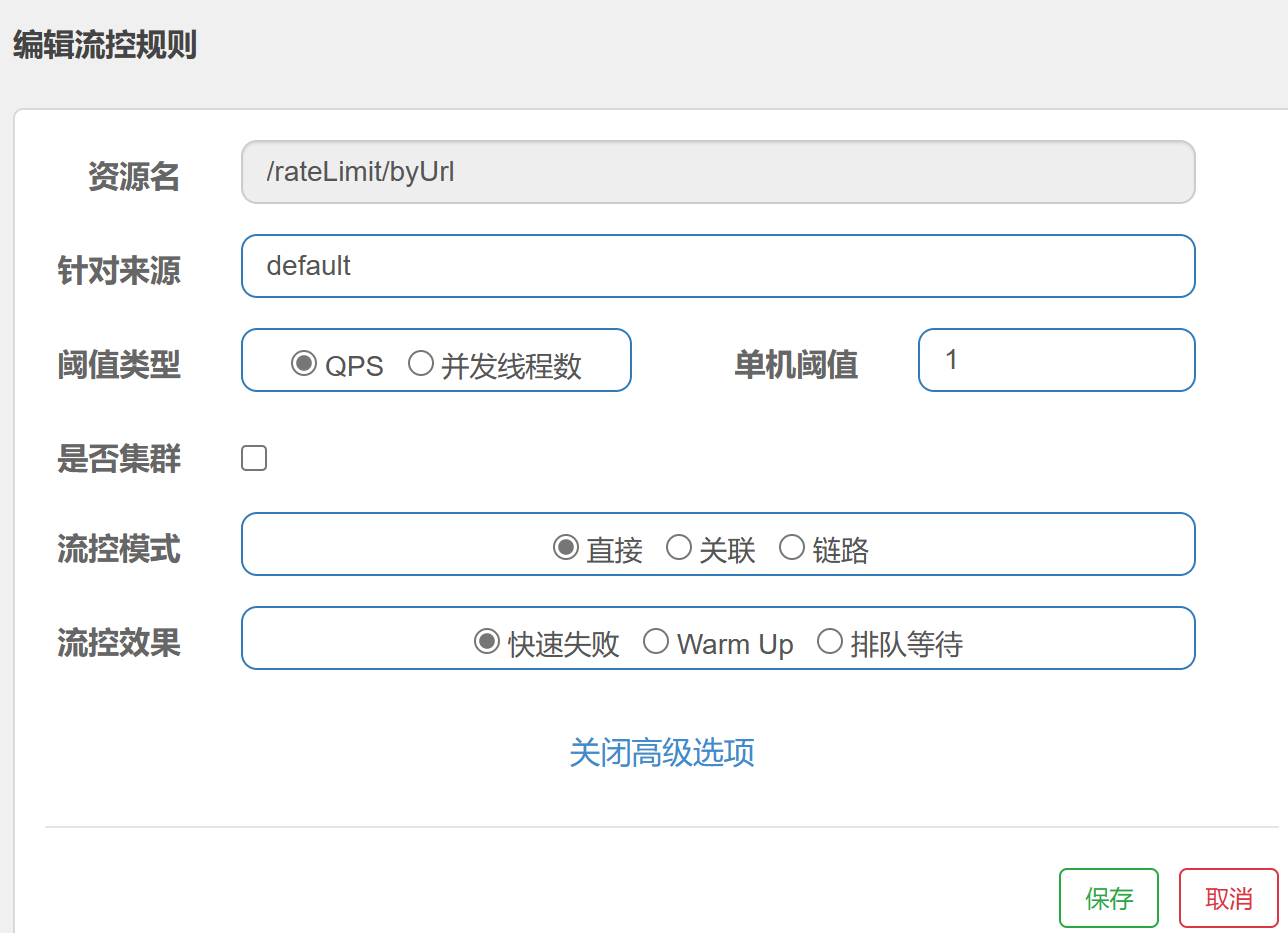 编辑流控规则
资源名 /rateLimit/byUrl
针对来源 default
阈值类型 QPS 并发线程数 单机阈值 1
是否集群
流控模式 直接 关联 链路
流控效果 快速失败 Warm Up 排队等待
关闭高级选项
保存 取消